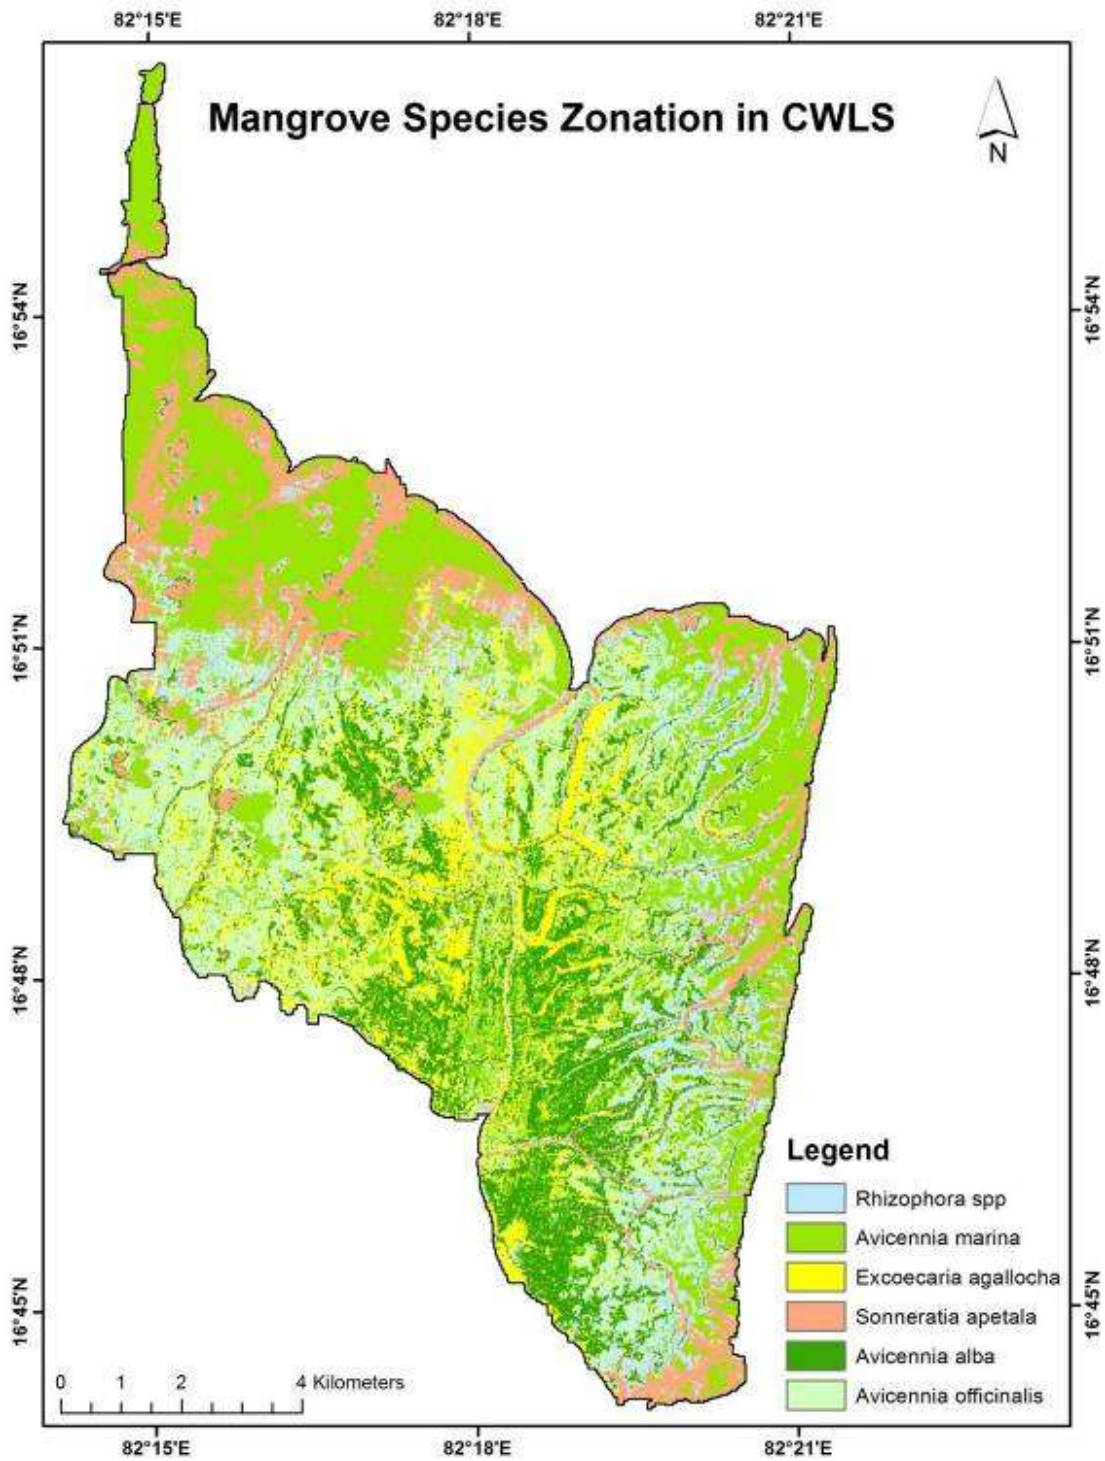 82°15'E 82°18'E 82°21'E
Mangrove Species Zonation in CWLS
N
16°54'N 16°54'N
16°51'N 16°51'N
16°48'N 16°48'N
Legend
Rhizophora spp
Avicennia marina
Excoecaria agallocha
16°45'N 16°45'N
Sonneratia apetala
Avicennia alba
0 1 2 4 Kilometers
Avicennia officinalis
82°15'E 82°18'E 82°21'E